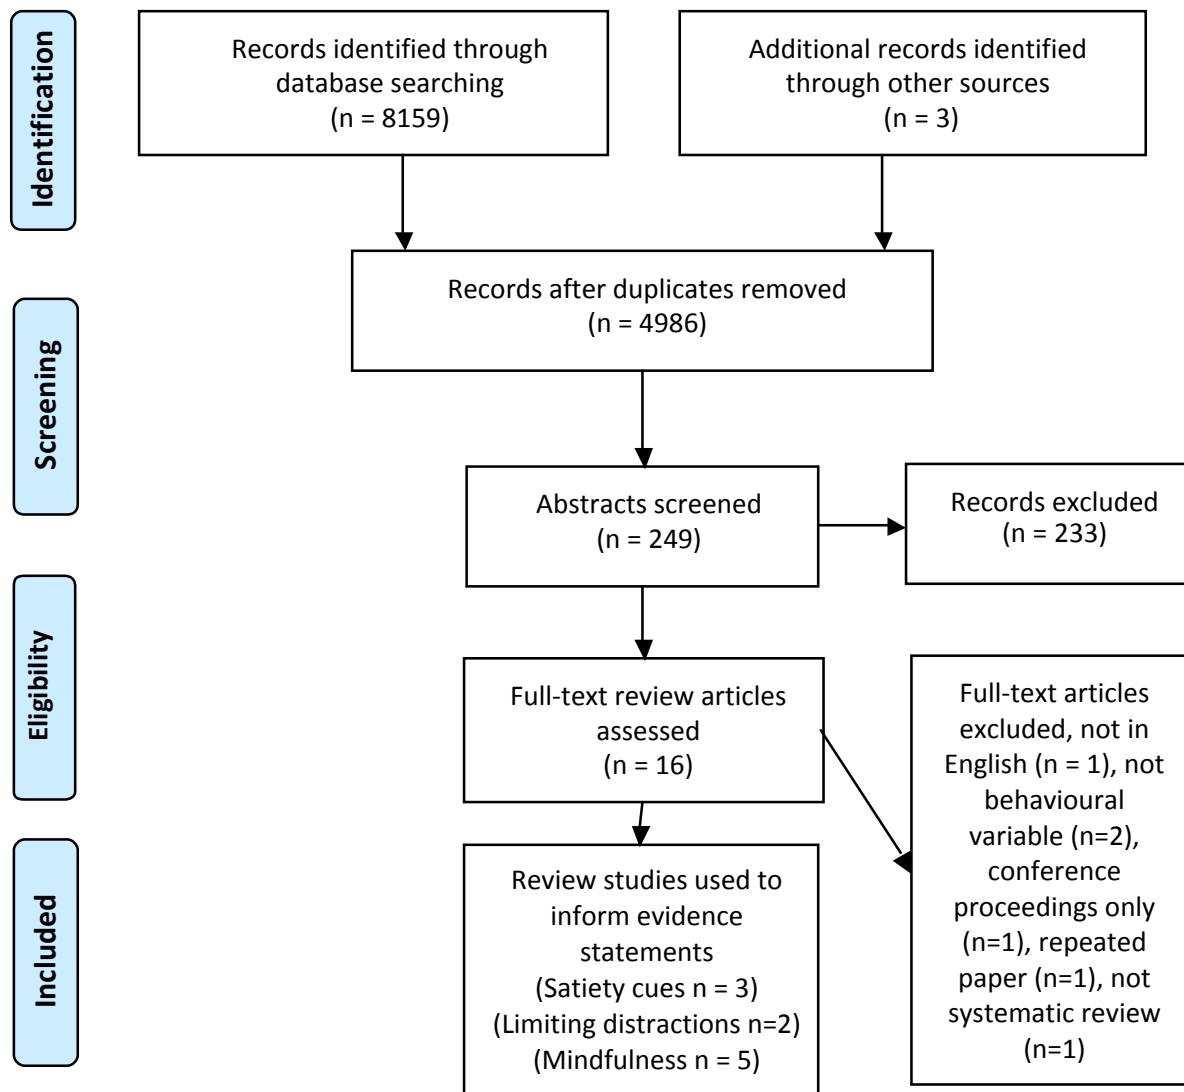 Identification
Records identified through
database searching
(n = 8159)
Additional records identified
through other sources
(n = 3)
Records after duplicates removed
(n = 4986)
Screening
Abstracts screened
(n = 249)
Records excluded
(n = 233)
Eligibility
Full-text review articles
assessed
(n = 16)
Full-text articles
excluded, not in
English (n = 1), not
behavioural
variable (n=2),
conference
proceedings only
(n=1), repeated
paper (n=1), not
systematic review
(n=1)
Included
Review studies used to
inform evidence
statements
(Satiety cues n = 3)
(Limiting distractions n=2)
(Mindfulness n = 5)